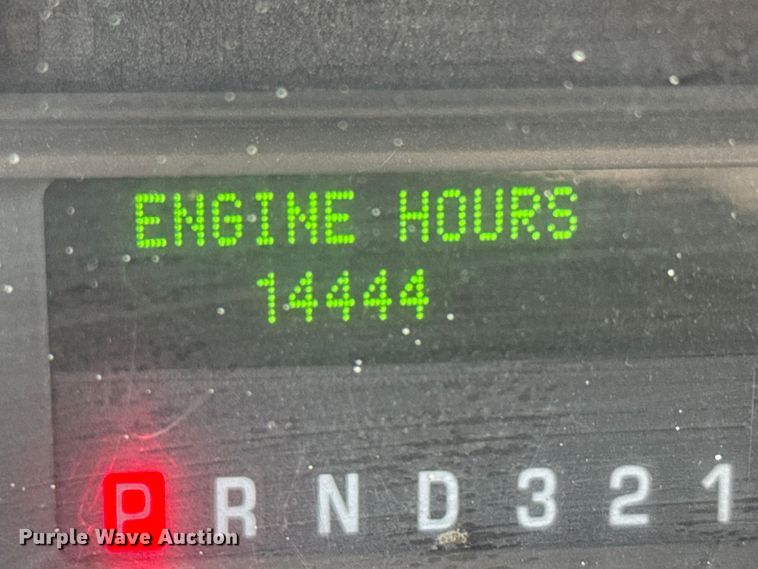 ENGINE HOURS
14444
P R N D 3 2 1
Purple Wave Auction